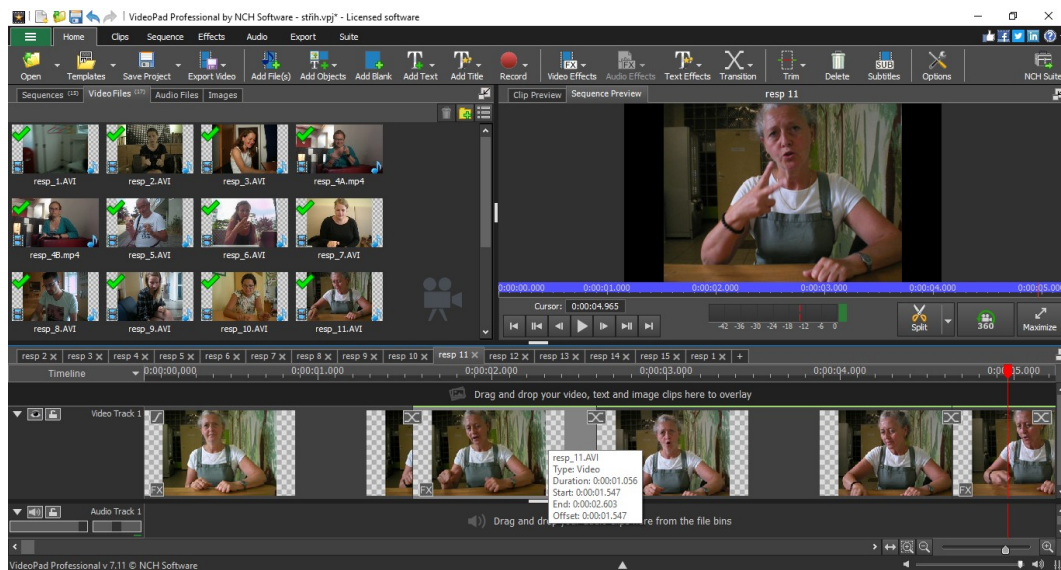 VideoPad Professional by NCH Software - střih.vpj* - Licensed software
Home Clips Sequence Effects Audio Export Suite
Open Templates Save Project Export Video Add File(s) Add Objects Add Blank Add Text Add Title Record Video Effects Audio Effects Text Effects Transition Trim Delete Subtitles Options NCH Suite
Sequences (15) Video Files (17) Audio Files Images
Clip Preview Sequence Preview resp 11
resp_1.AVI resp_2.AVI resp_3.AVI resp_4A.mp4
resp_4B.mp4 resp_5.AVI resp_6.AVI resp_7.AVI
resp_8.AVI resp_9.AVI resp_10.AVI resp_11.AVI
0:00:00.000 0:00:01.000 0:00:02.000 0:00:03.000 0:00:04.000 0:00:05.000
Cursor: 0:00:04.965
-42 -36 -30 -24 -18 -12 -6 0
Split 360 Maximize
resp 2 x resp 3 x resp 4 x resp 5 x resp 6 x resp 7 x resp 8 x resp 9 x resp 10 x resp 11 x resp 12 x resp 13 x resp 14 x resp 15 x resp 1 x +
Timeline 0:00:00,000 0:00:01.000 0:00:02.000 0:00:03.000 0:00:04.000
Drag and drop your video, text and image clips here to overlay
Video Track 1
FX FX FX
resp_11.AVI
Type: Video
Duration: 0:00:01.056
Start: 0:00:01.547
End: 0:00:02.603
Offset: 0:00:01.547
Audio Track 1
Drag and from the file bins
VideoPad Professional v 7.11 © NCH Software